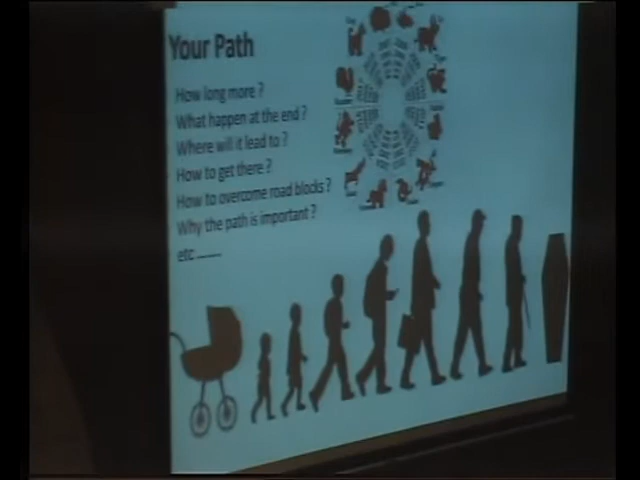 Your Path
How long more ?
What happen at the end ?
Where will it lead to ?
How to get there ?
How to overcome road blocks ?
Why the path is important ?
etc .......